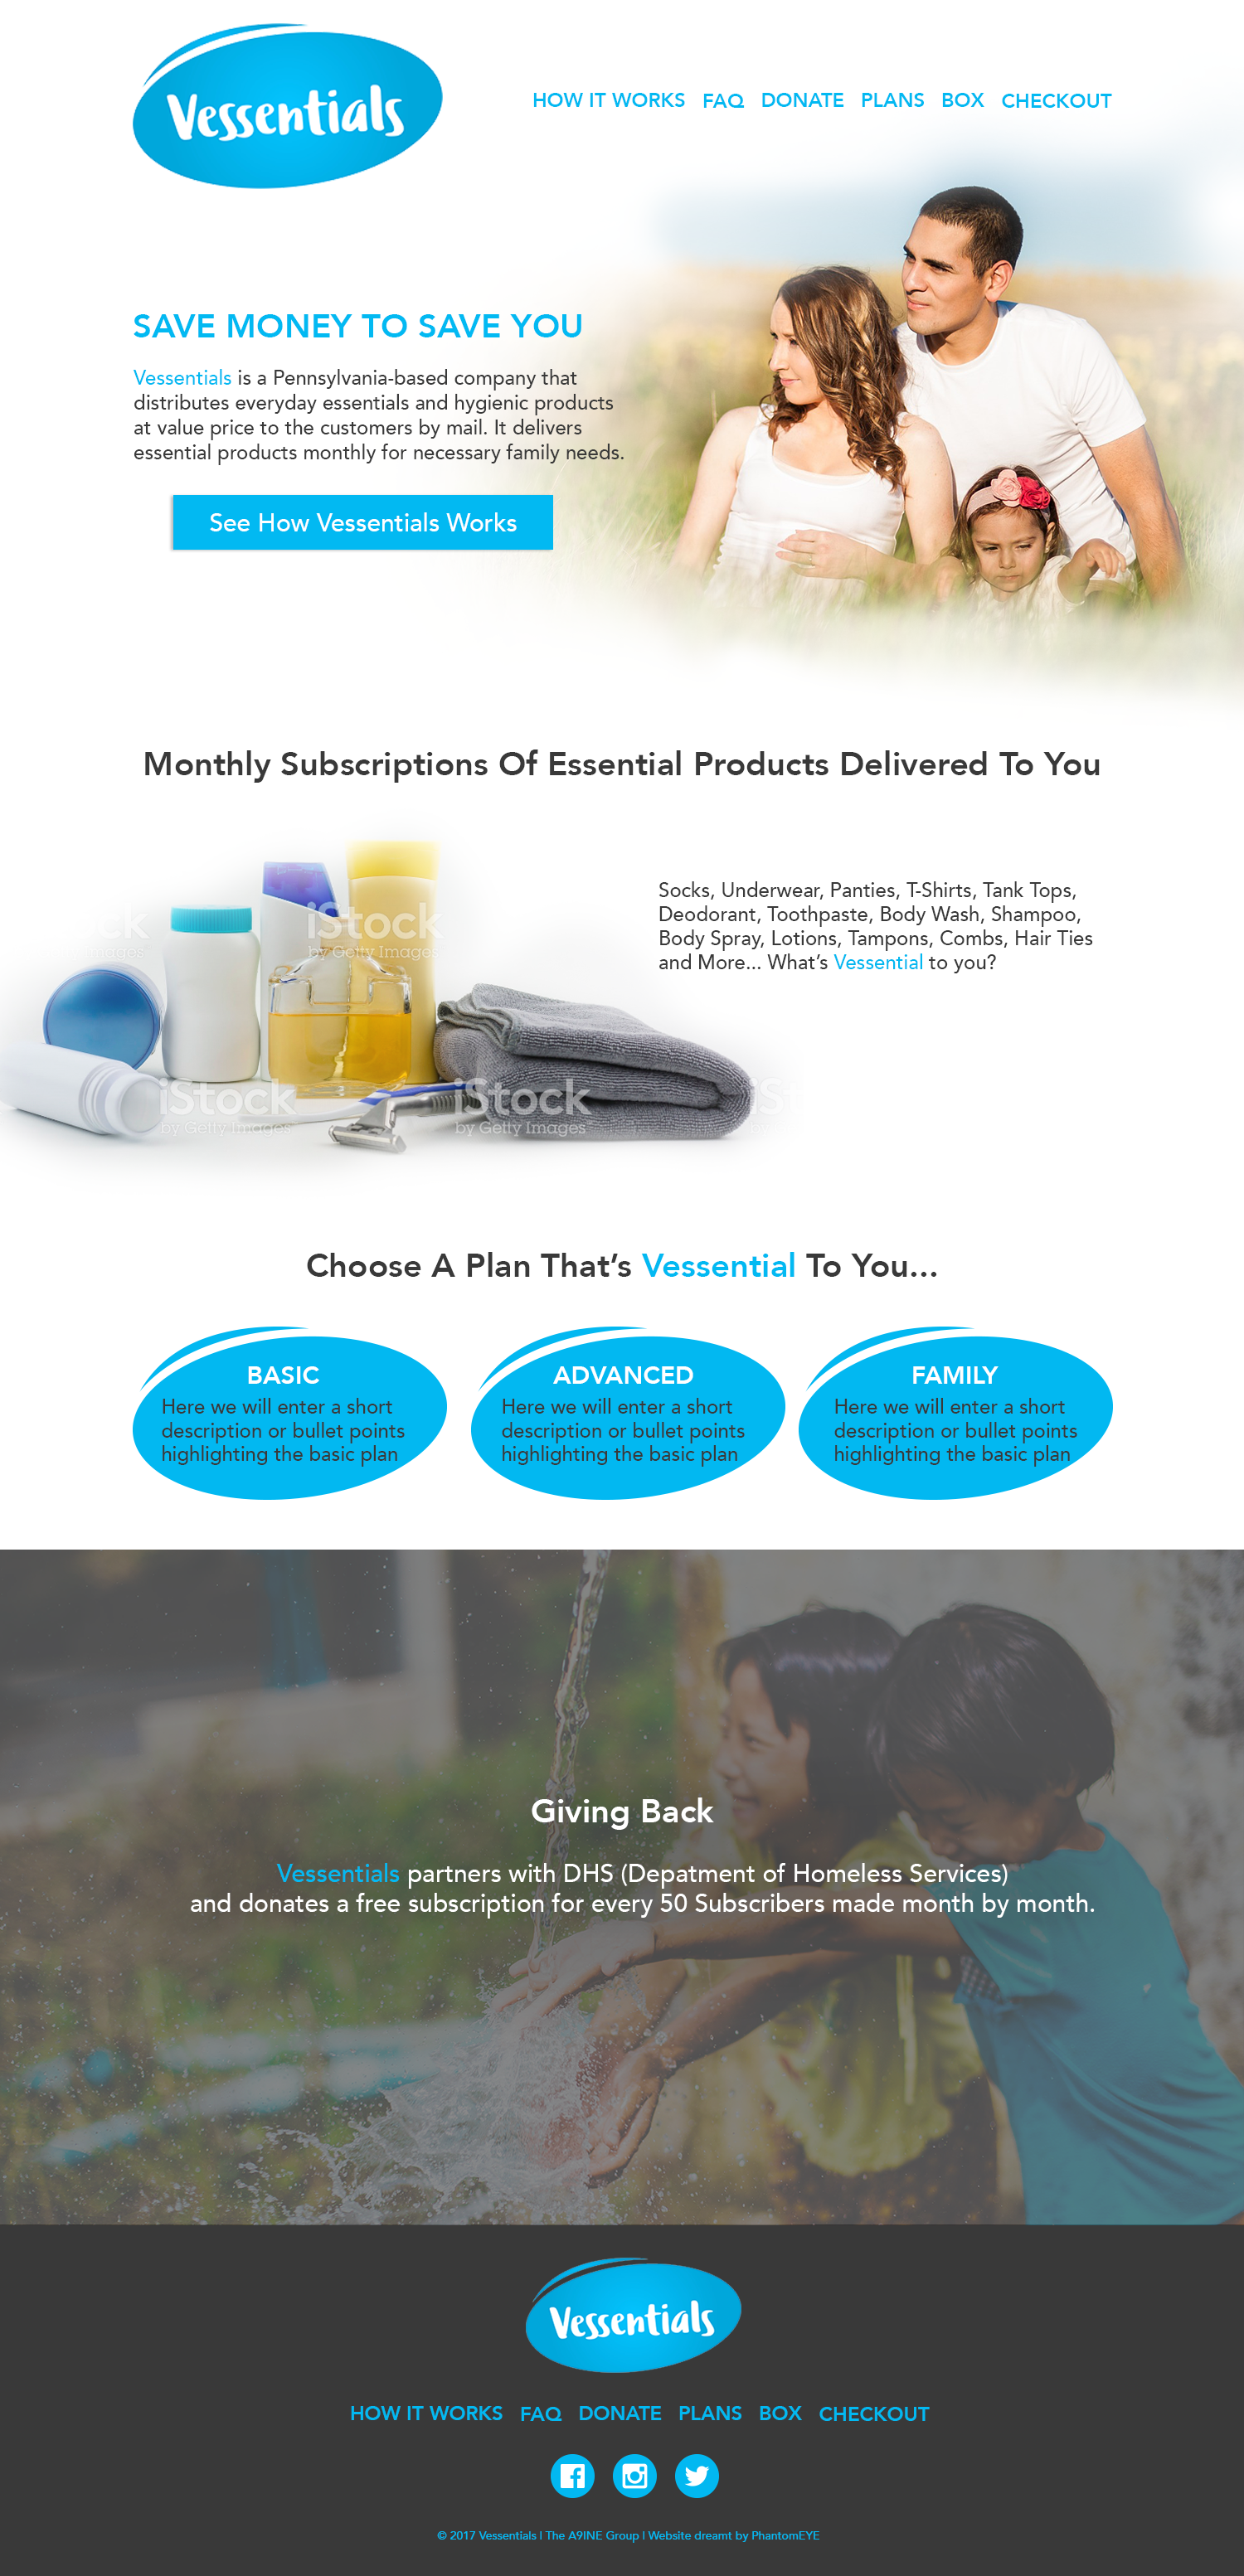 Vessentials
HOW IT WORKS FAQ DONATE PLANS BOX CHECKOUT
SAVE MONEY TO SAVE YOU
Vessentials is a Pennsylvania-based company that
distributes everyday essentials and hygienic products
at value price to the customers by mail. It delivers
essential products monthly for necessary family needs.
See How Vessentials Works
Monthly Subscriptions Of Essential Products Delivered To You
Socks, Underwear, Panties, T-Shirts, Tank Tops,
Deodorant, Toothpaste, Body Wash, Shampoo,
Body Spray, Lotions, Tampons, Combs, Hair Ties
and More... What's Vessential to you?
iStock
by Getty Images
iStock
by Getty Images
iStock
by Getty Images
Choose A Plan That's Vessential To You...
BASIC
Here we will enter a short
description or bullet points
highlighting the basic plan
ADVANCED
Here we will enter a short
description or bullet points
highlighting the basic plan
FAMILY
Here we will enter a short
description or bullet points
highlighting the basic plan
Giving Back
Vessentials partners with DHS (Depatment of Homeless Services)
and donates a free subscription for every 50 Subscribers made month by month.
Vessentials
HOW IT WORKS FAQ DONATE PLANS BOX CHECKOUT
© 2017 Vessentials | The A9INE Group | Website dreamt by PhantomEYE